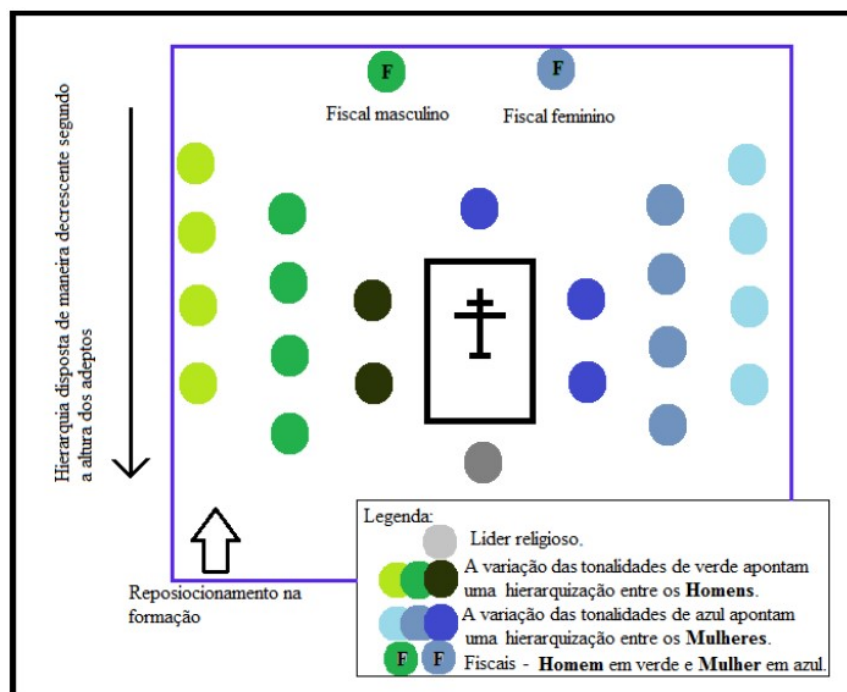 F
F
Fiscal masculino
Fiscal feminino
Hierarquia disposta de maneira decrescente segundo
a altura dos adeptos
Reposiocionamento na
formação
Legenda:
Lider religioso.
A variação das tonalidades de verde apontam
uma hierarquização entre os Homens.
A variação das tonalidades de azul apontam
uma hierarquização entre os Mulheres.
F
F
Fiscais - Homem em verde e Mulher em azul.